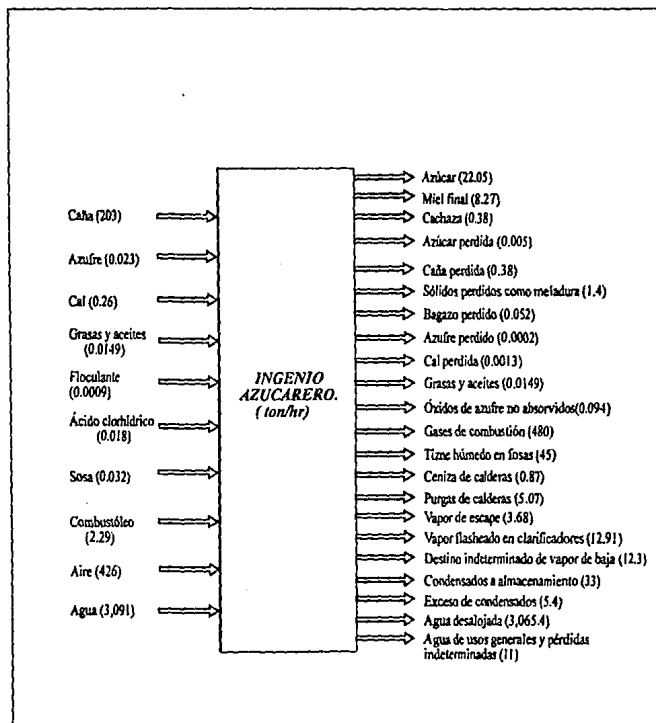 Caña (203)
Azufre (0.023)
Cal (0.26)
Grasas y aceites
(0.0149)
Floculante
(0.0009)
Ácido clorhídrico
(0.018)
Sosa (0.032)
Combustóleo
(2.29)
Aire (426)
Agua (3,091)
INGENIO
AZUCARERO.
( ton/hr)
Azúcar (22.05)
Miel final (8.27)
Cachaza (0.38)
Azúcar perdida (0.005)
Caña perdida (0.38)
Sólidos perdidos como meladura (1.4)
Bagazo perdido (0.052)
Azufre perdido (0.0002)
Cal perdida (0.0013)
Grasas y aceites (0.0149)
Óxidos de azufre no absorvidos(0.094)
Gases de combustión (480)
Tizne húmedo en fosas (45)
Ceniza de calderas (0.87)
Purgas de calderas (5.07)
Vapor de escape (3.68)
Vapor flasheado en clarificadores (12.91)
Destino indeterminado de vapor de baja (12.3)
Condensados a almacenamiento (33)
Exceso de condensados (5.4)
Agua desalojada (3,065.4)
Agua de usos generales y pérdidas
indeterminadas (11)